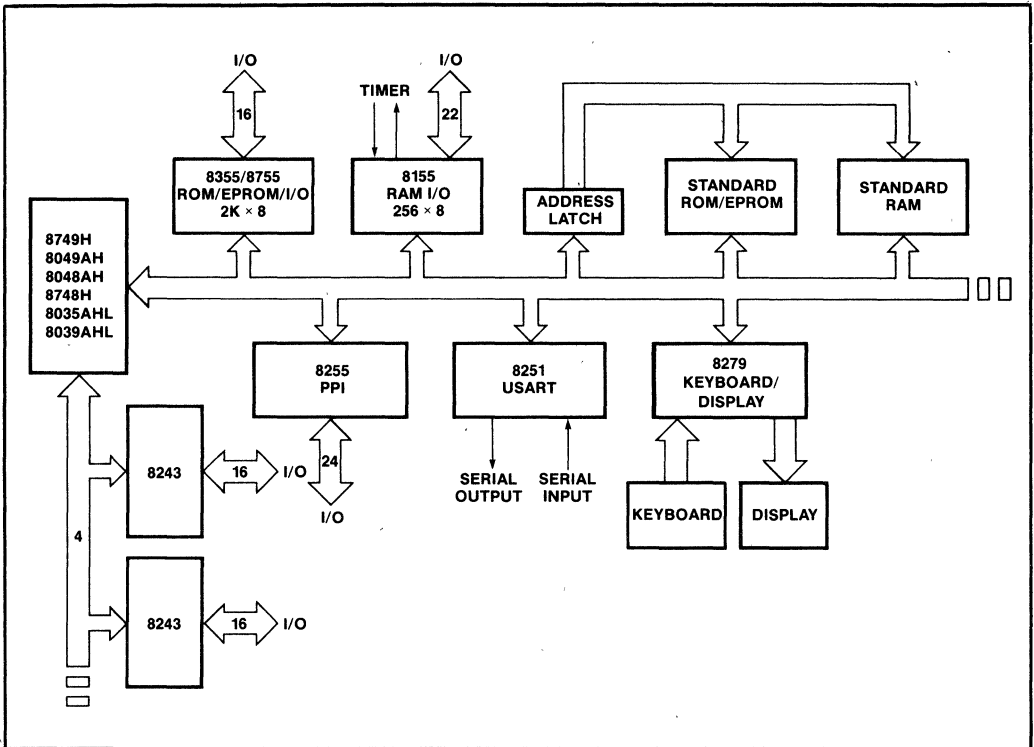 I/O
16
TIMER
I/O
22
8355/8755
ROM/EPROM/I/O
2K × 8
8155
RAM I/O
256 × 8
ADDRESS
LATCH
STANDARD
ROM/EPROM
STANDARD
RAM
8749H
8049AH
8048AH
8748H
8035AHL
8039AHL
8255
PPI
8251
USART
8279
KEYBOARD/
DISPLAY
24
I/O
SERIAL
OUTPUT
SERIAL
INPUT
KEYBOARD
DISPLAY
4
8243
16
I/O
8243
16
I/O